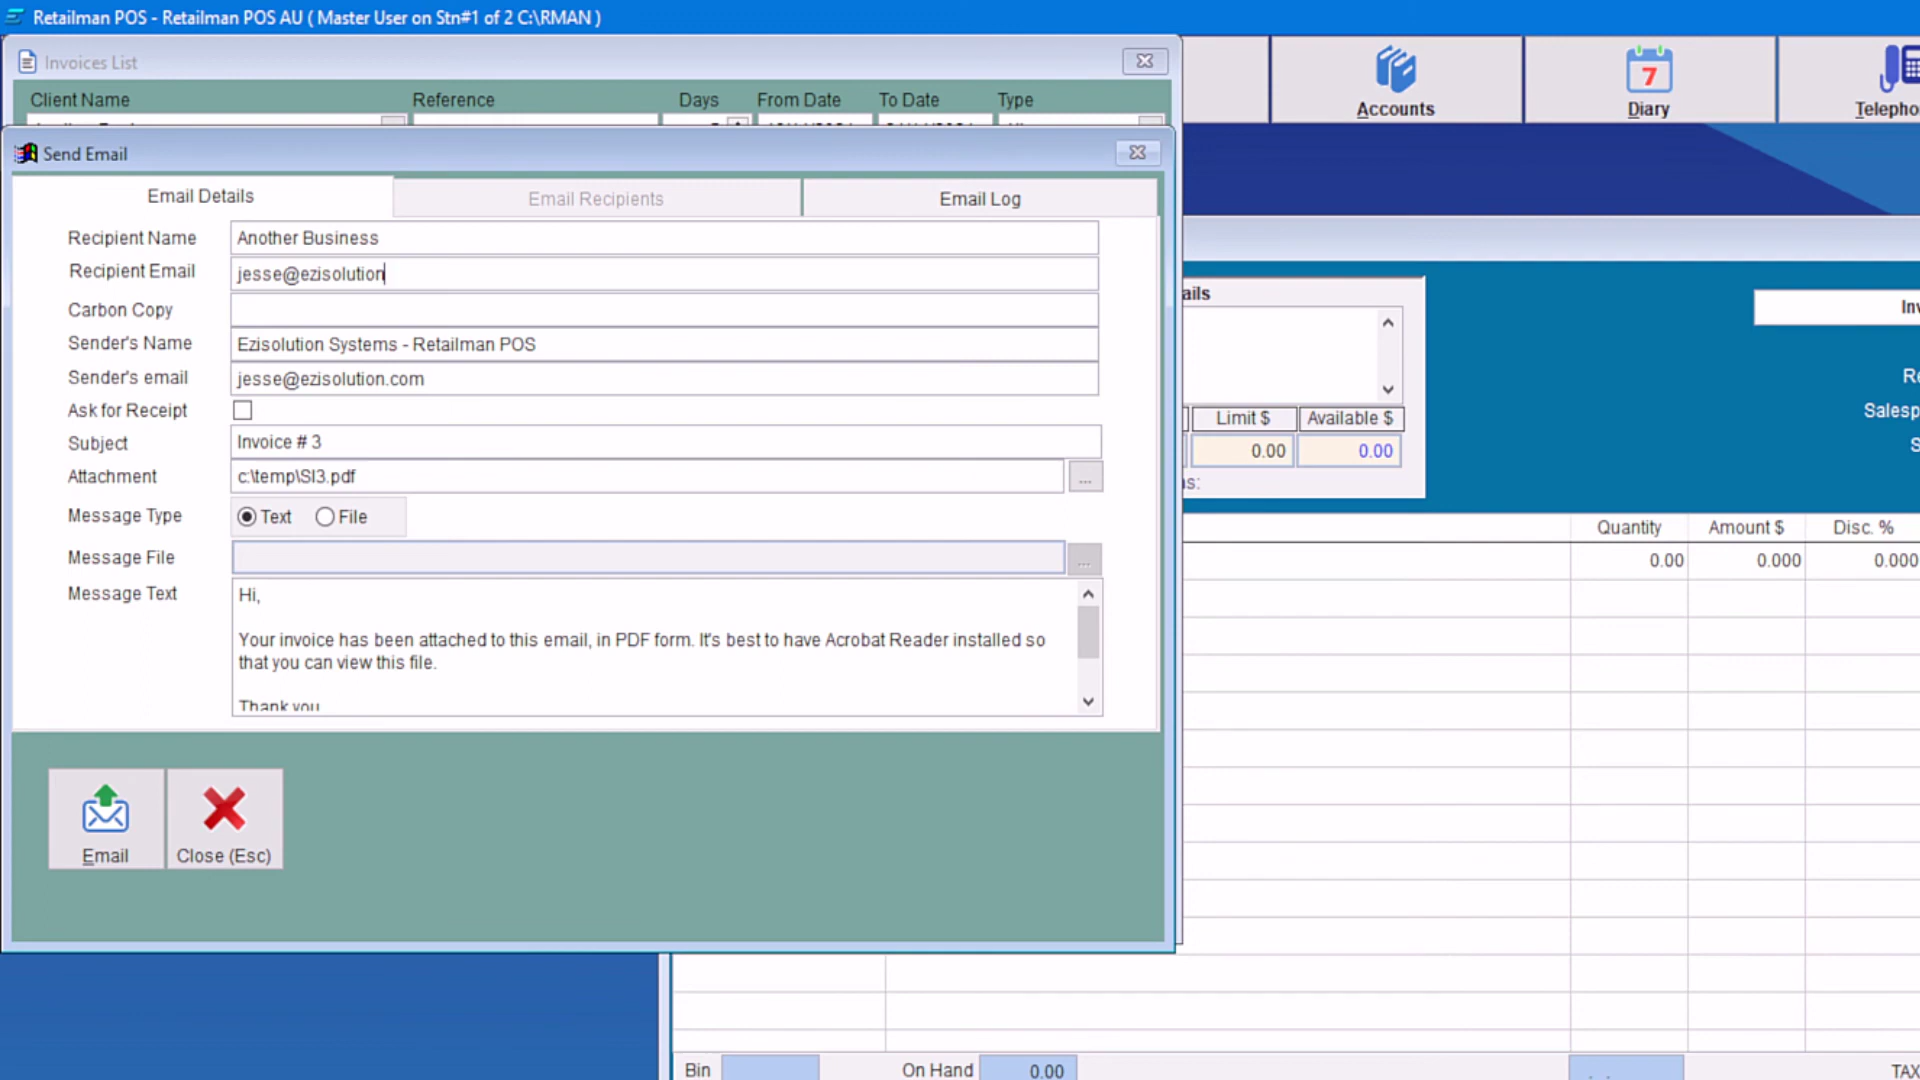 Retailman POS - Retailman POS AU ( Master User on Stn#1 of 2 C:\RMAN )
Invoices List
Client Name Reference Days From Date To Date Type
Accounts
7
Diary
Send Email
Email Details Email Recipients Email Log
Recipient Name Another Business
Recipient Email jesse@ezisolution
Carbon Copy
Sender's Name Ezisolution Systems - Retailman POS
Sender's email jesse@ezisolution.com
Ask for Receipt
Subject Invoice # 3
Attachment c:\temp\SI3.pdf ...
Message Type Text File
Message File ...
Message Text Hi,
Your invoice has been attached to this email, in PDF form. It's best to have Acrobat Reader installed so
that you can view this file.
Thank you
Email Close (Esc)
Limit $ Available $
0.00 0.00
Quantity Amount $ Disc. %
0.00 0.000 0.000
Bin On Hand 0.00 TAX